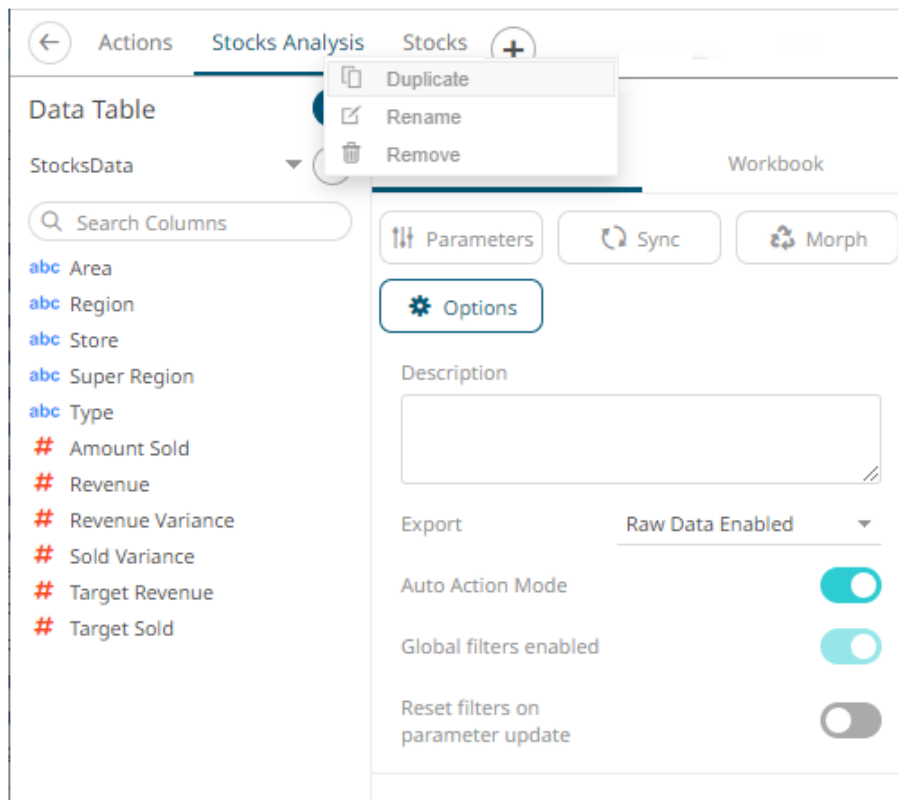 Actions Stocks Analysis Stocks
Duplicate
Rename
Remove
Data Table
StocksData
Workbook
Search Columns
Parameters Sync Morph
Options
abc Area
abc Region
abc Store
abc Super Region
abc Type
# Amount Sold
# Revenue
# Revenue Variance
# Sold Variance
# Target Revenue
# Target Sold
Description
Export Raw Data Enabled
Auto Action Mode
Global filters enabled
Reset filters on
parameter update